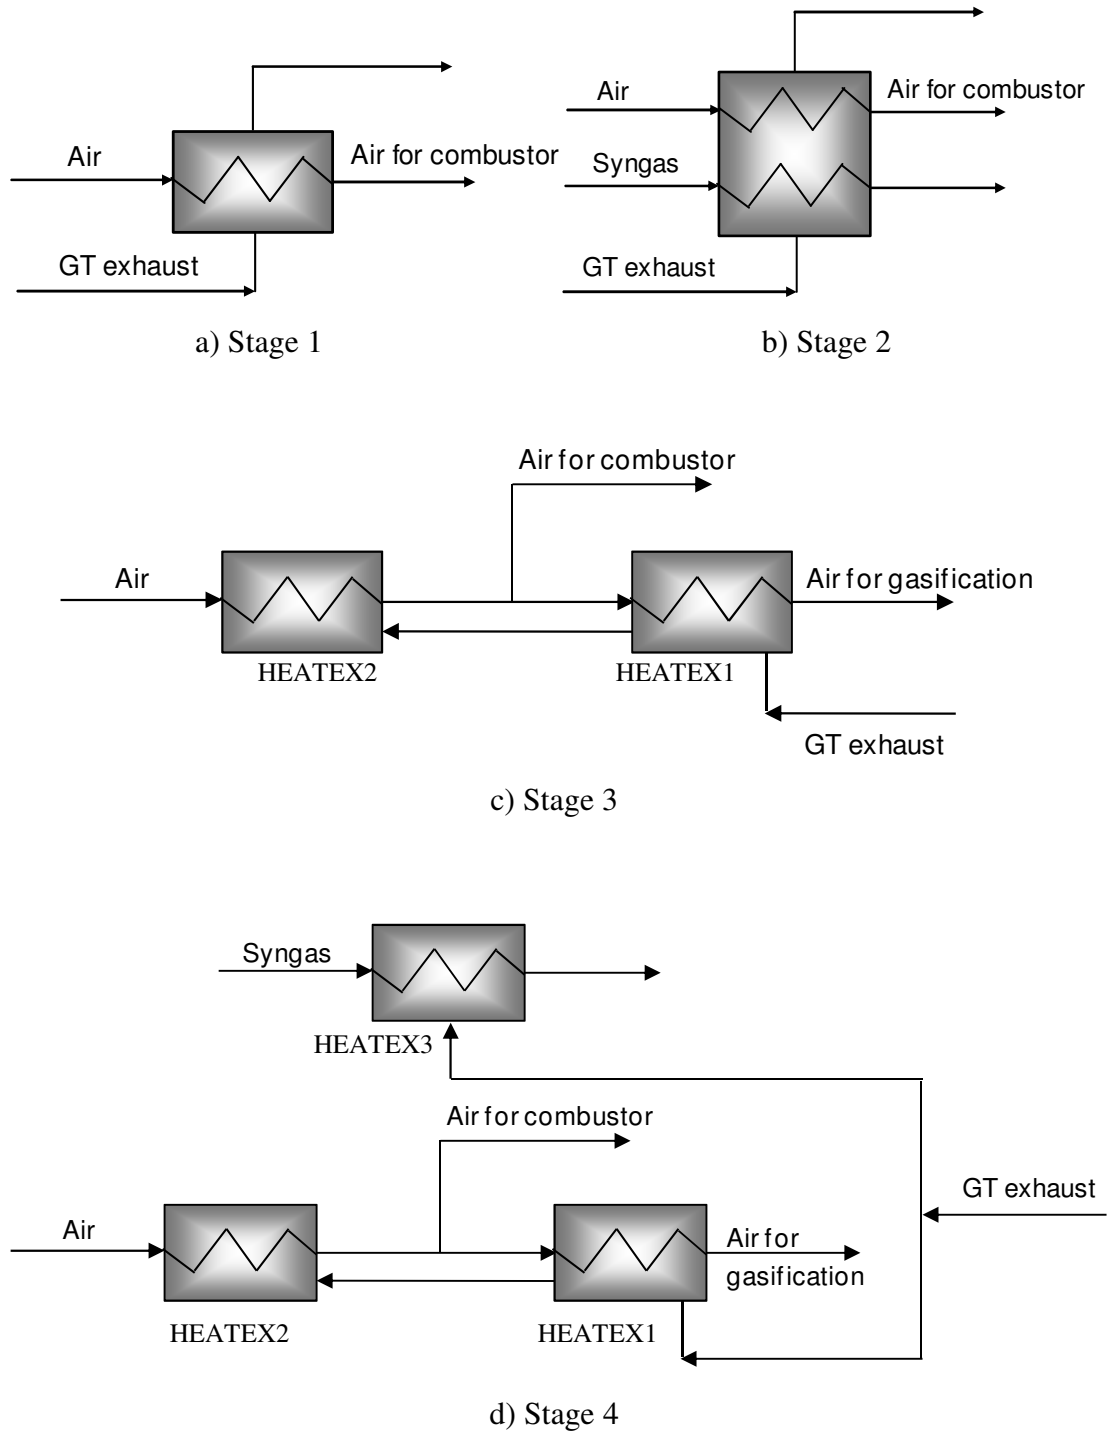 Air
Air for combustor
GT exhaust
a) Stage 1
Air
Air for combustor
Syngas
GT exhaust
b) Stage 2
Air for combustor
Air
Air for gasification
HEATEX2
HEATEX1
GT exhaust
c) Stage 3
Syngas
HEATEX3
Air for combustor
GT exhaust
Air
Air for
gasification
HEATEX2
HEATEX1
d) Stage 4